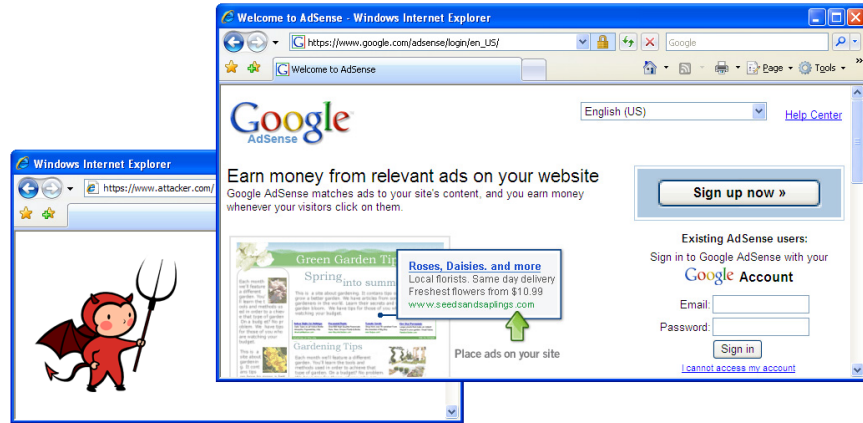 Welcome to AdSense - Windows Internet Explorer
https://www.google.com/adsense/login/en_US/
Google
Welcome to AdSense
Page
Tools
Google
AdSense
English (US)
Help Center
Earn money from relevant ads on your website
Google AdSense matches ads to your site's content, and you earn money
whenever your visitors click on them.
Sign up now »
Existing AdSense users:
Sign in to Google AdSense with your
Google Account
Email:
Password:
Sign in
I cannot access my account
Green Garden Tip
Spring into summ
Roses, Daisies. and more
Local florists. Same day delivery
Freshest flowers from $10.99
www.seedsandsaplings.com
Gardening Tips
Place ads on your site
Windows Internet Explorer
https://www.attacker.com/